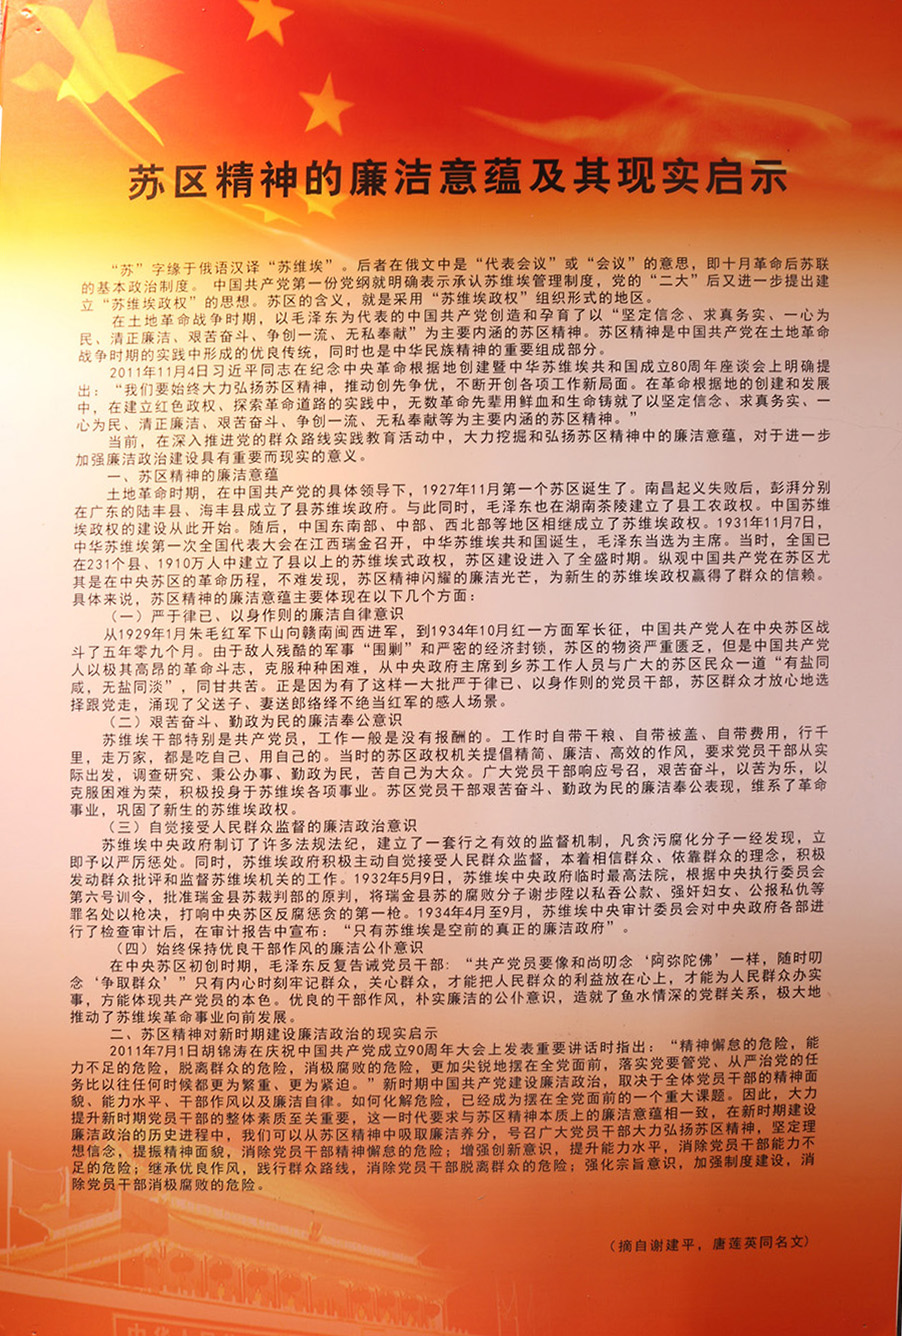 苏区精神的廉洁意蕴及其现实启示
“苏”字缘于俄语汉译“苏维埃”。后者在俄文中是“代表会议”或“会议”的意思，即十月革命后苏联
的基本政治制度。 中国共产党第一份党纲就明确表示承认苏维埃管理制度，党的“二大”后又进一步提出建
立“苏维埃政权”的思想。苏区的含义，就是采用“苏维埃政权”组织形式的地区。
在土地革命战争时期，以毛泽东为代表的中国共产党创造和孕育了以“坚定信念、求真务实、一心为
民、清正廉洁、艰苦奋斗、争创一流、无私奉献”为主要内涵的苏区精神。苏区精神是中国共产党在土地革命
战争时期的实践中形成的优良传统，同时也是中华民族精神的重要组成部分。
2011年11月4日习近平同志在纪念中央革命根据地创建暨中华苏维埃共和国成立80周年座谈会上明确提
出：“我们要始终大力弘扬苏区精神，推动创先争优，不断开创各项工作新局面。在革命根据地的创建和发展
中，在建立红色政权、探索革命道路的实践中，无数革命先辈用鲜血和生命铸就了以坚定信念、求真务实、一
心为民、清正廉洁、艰苦奋斗、争创一流、无私奉献等为主要内涵的苏区精神。”
当前，在深入推进党的群众路线实践教育活动中，大力挖掘和弘扬苏区精神中的廉洁意蕴，对于进一步
加强廉洁政治建设具有重要而现实的意义。
一、苏区精神的廉洁意蕴
土地革命时期，在中国共产党的具体领导下，1927年11月第一个苏区诞生了。南昌起义失败后，彭湃分别
在广东的陆丰县、海丰县成立了县苏维埃政府。与此同时，毛泽东也在湖南茶陵建立了县工农政权。中国苏维
埃政权的建设从此开始。随后，中国东南部、中部、西北部等地区相继成立了苏维埃政权。1931年11月7日，
中华苏维埃第一次全国代表大会在江西瑞金召开，中华苏维埃共和国诞生，毛泽东当选为主席。当时，全国已
在231个县、1910万人中建立了县以上的苏维埃式政权，苏区建设进入了全盛时期。纵观中国共产党在苏区尤
其是在中央苏区的革命历程，不难发现，苏区精神闪耀的廉洁光芒，为新生的苏维埃政权赢得了群众的信赖。
具体来说，苏区精神的廉洁意蕴主要体现在以下几个方面：
（一）严于律已、以身作则的廉洁自律意识
从1929年1月朱毛红军下山向赣南闽西进军，到1934年10月红一方面军长征，中国共产党人在中央苏区战
斗了五年零九个月。由于敌人残酷的军事“围剿”和严密的经济封锁，苏区的物资严重匮乏，但是中国共产党
人以极其高昂的革命斗志，克服种种困难，从中央政府主席到乡苏工作人员与广大的苏区民众一道“有盐同
咸，无盐同淡”，同甘共苦。正是因为有了这样一大批严于律已、以身作则的党员干部，苏区群众才放心地选
择跟党走，涌现了父送子、妻送郎络绎不绝当红军的感人场景。
（二）艰苦奋斗、勤政为民的廉洁奉公意识
苏维埃干部特别是共产党员，工作一般是没有报酬的。工作时自带干粮、自带被盖、自带费用，行千
里，走万家，都是吃自己、用自己的。当时的苏区政权机关提倡精简、廉洁、高效的作风，要求党员干部从实
际出发，调查研究、秉公办事、勤政为民，苦自己为大众。广大党员干部响应号召，艰苦奋斗，以苦为乐，以
克服困难为荣，积极投身于苏维埃各项事业。苏区党员干部艰苦奋斗、勤政为民的廉洁奉公表现，维系了革命
事业，巩固了新生的苏维埃政权。
（三）自觉接受人民群众监督的廉洁政治意识
苏维埃中央政府制订了许多法规法纪，建立了一套行之有效的监督机制，凡贪污腐化分子一经发现，立
即予以严厉惩处。同时，苏维埃政府积极主动自觉接受人民群众监督，本着相信群众、依靠群众的理念，积极
发动群众批评和监督苏维埃机关的工作。1932年5月9日，苏维埃中央政府临时最高法院，根据中央执行委员会
第六号训令，批准瑞金县苏裁判部的原判，将瑞金县苏的腐败分子谢步陞以私吞公款、强奸妇女、公报私仇等
罪名处以枪决，打响中央苏区反腐惩贪的第一枪。1934年4月至9月，苏维埃中央审计委员会对中央政府各部进
行了检查审计后，在审计报告中宣布：“只有苏维埃是空前的真正的廉洁政府”。
（四）始终保持优良干部作风的廉洁公仆意识
在中央苏区初创时期，毛泽东反复告诫党员干部：“共产党员要像和尚叨念‘阿弥陀佛’一样，随时叨
念‘争取群众’”只有内心时刻牢记群众，关心群众，才能把人民群众的利益放在心上，才能为人民群众办实
事，方能体现共产党员的本色。优良的干部作风，朴实廉洁的公仆意识，造就了鱼水情深的党群关系，极大地
推动了苏维埃革命事业向前发展。
二、苏区精神对新时期建设廉洁政治的现实启示
2011年7月1日胡锦涛在庆祝中国共产党成立90周年大会上发表重要讲话时指出：“精神懈怠的危险，能
力不足的危险，脱离群众的危险，消极腐败的危险，更加尖锐地摆在全党面前，落实党要管党、从严治党的任
务比以往任何时候都更为繁重、更为紧迫。”新时期中国共产党建设廉洁政治，取决于全体党员干部的精神面
貌、能力水平、干部作风以及廉洁自律。如何化解危险，已经成为摆在全党面前的一个重大课题。因此，大力
提升新时期党员干部的整体素质至关重要，这一时代要求与苏区精神本质上的廉洁意蕴相一致，在新时期建设
廉洁政治的历史进程中，我们可以从苏区精神中吸取廉洁养分，号召广大党员干部大力弘扬苏区精神，坚定理
想信念，提振精神面貌，消除党员干部精神懈怠的危险；增强创新意识，提升能力水平，消除党员干部能力不
足的危险；继承优良作风，践行群众路线，消除党员干部脱离群众的危险；强化宗旨意识，加强制度建设，消
除党员干部消极腐败的危险。
（摘自谢建平，唐莲英同名文）